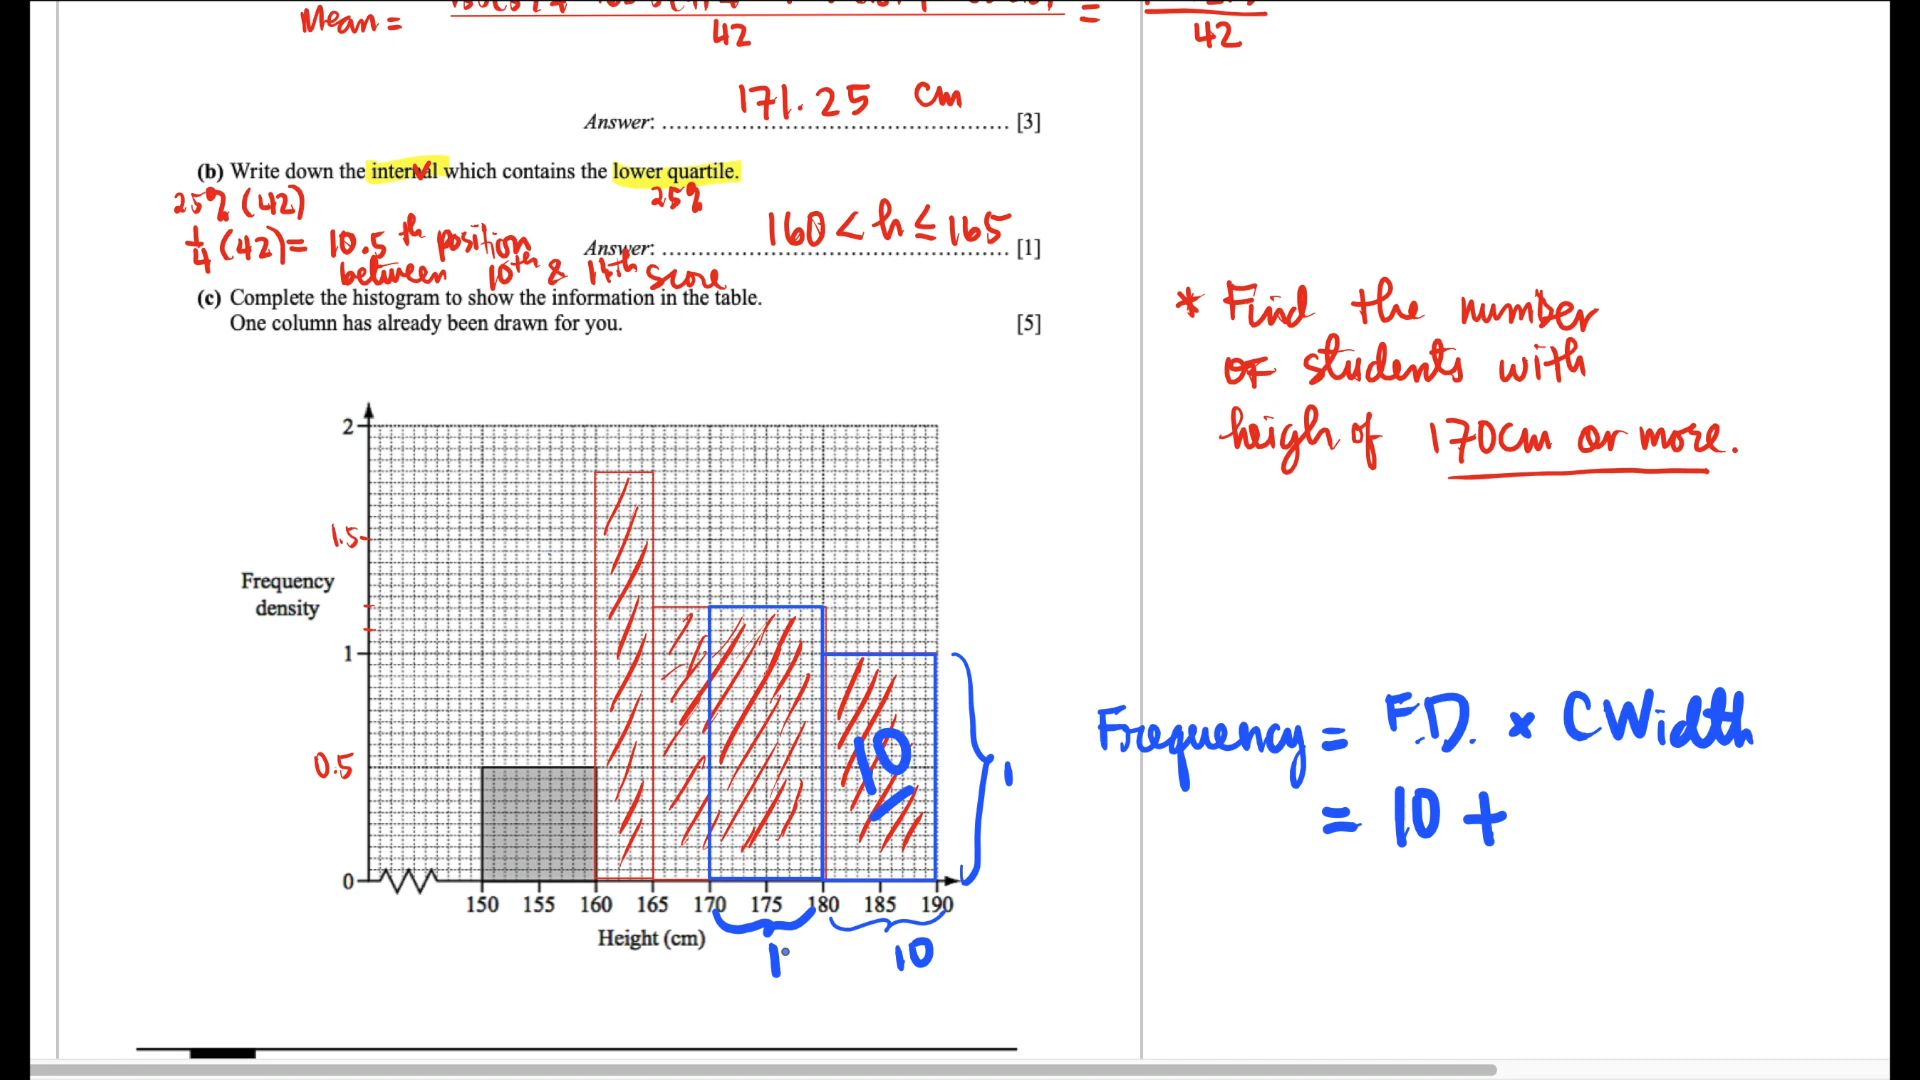 Mean =
42
=
42
171.25 cm
Answer: [3]
(b) Write down the interval which contains the lower quartile.
25% (42)
25%
1/4 (42) = 10.5th position
between 10th & 11th score
160 < h ≤ 165
Answer: [1]
(c) Complete the histogram to show the information in the table.
One column has already been drawn for you. [5]
* Find the number
of students with
heigh of 170cm or more.
2
1.5
Frequency
density
1
0.5
0
10
1
150 155 160 165 170 175 180 185 190
Height (cm)
1
10
Frequency = F.D. × CWidth
= 10 +